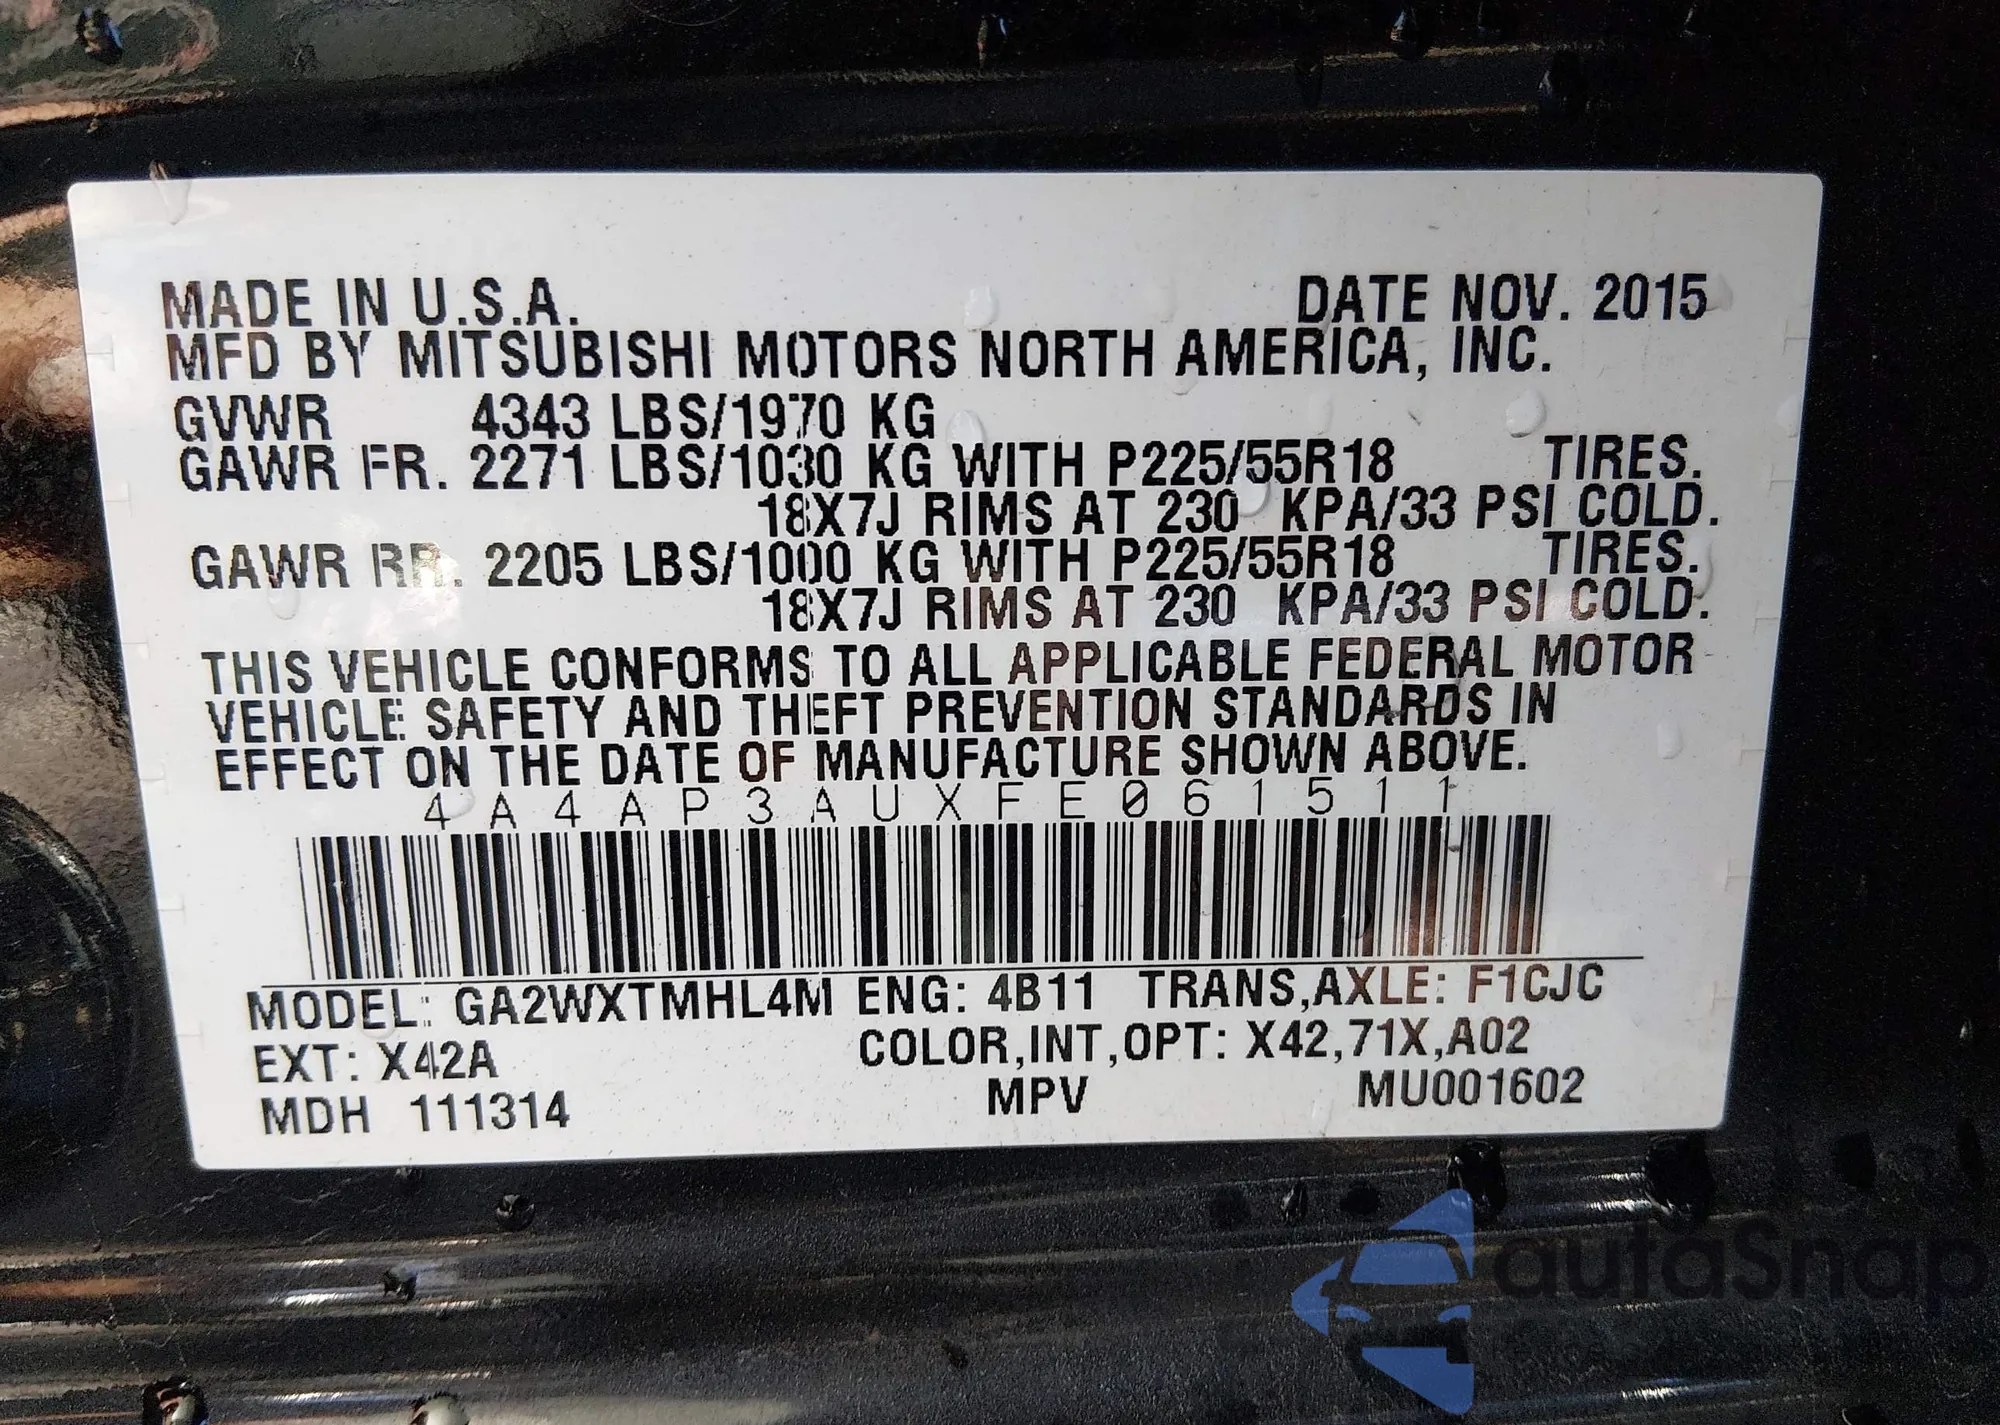 MADE IN U.S.A. DATE NOV. 2015
MFD BY MITSUBISHI MOTORS NORTH AMERICA, INC.
GVWR 4343 LBS/1970 KG
GAWR FR. 2271 LBS/1030 KG WITH P225/55R18 TIRES.
18X7J RIMS AT 230 KPA/33 PSI COLD.
GAWR RR. 2205 LBS/1000 KG WITH P225/55R18 TIRES.
18X7J RIMS AT 230 KPA/33 PSI COLD.
THIS VEHICLE CONFORMS TO ALL APPLICABLE FEDERAL MOTOR
VEHICLE SAFETY AND THEFT PREVENTION STANDARDS IN
EFFECT ON THE DATE OF MANUFACTURE SHOWN ABOVE.
4A4AP3AUXFE061511
MODEL: GA2WXTMHL4M ENG: 4B11 TRANS,AXLE: F1CJC
EXT: X42A COLOR,INT,OPT: X42,71X,A02
MDH 111314 MPV MU001602
autoSnap